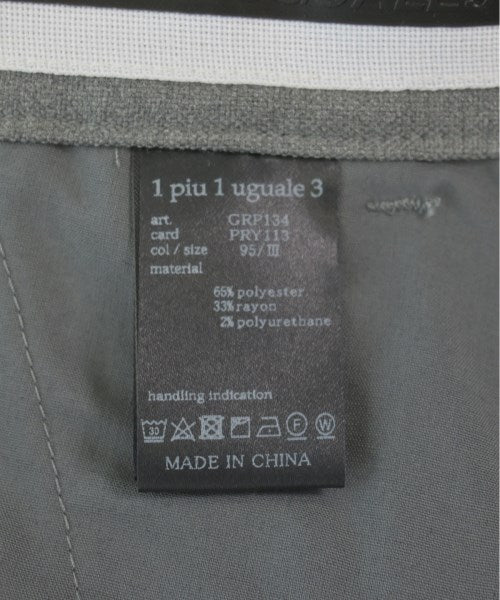 1 piu 1 uguale 3
art. GRP134
card PRY113
col / size 95/III
material
65% polyester
33% rayon
2% polyurethane
handling indication
30
F W
MADE IN CHINA